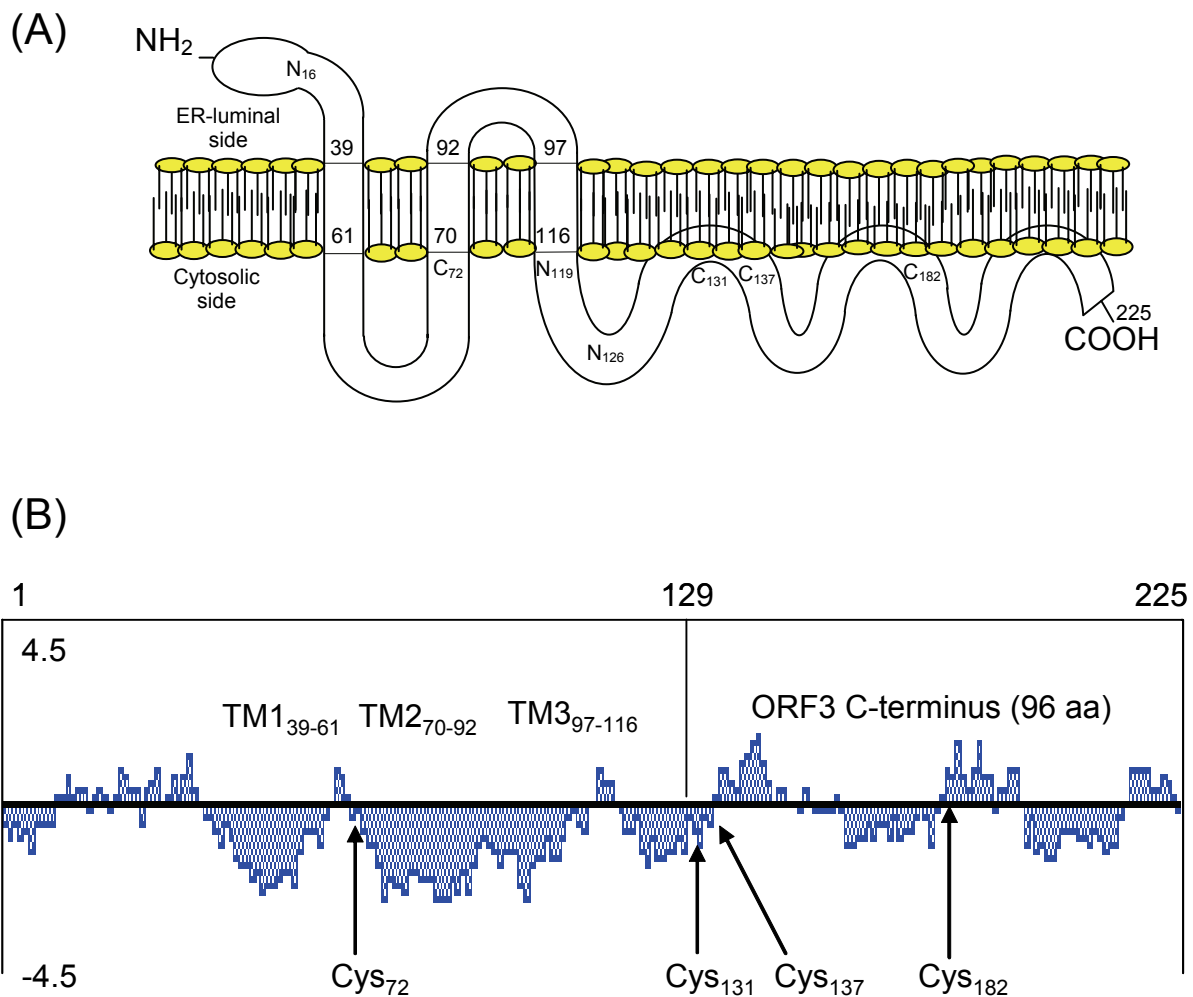 (A)
NH₂
N₁₆
ER-luminal
side
39 92 97
61 70 116
Cytosolic
side
C₇₂ N₁₁₉ C₁₃₁ C₁₃₇ C₁₈₂
N₁₂₆
225
COOH
(B)
1 129 225
4.5
TM1₃₉₋₆₁ TM2₇₀₋₉₂ TM3₉₇₋₁₁₆ ORF3 C-terminus (96 aa)
-4.5
Cys₇₂ Cys₁₃₁ Cys₁₃₇ Cys₁₈₂